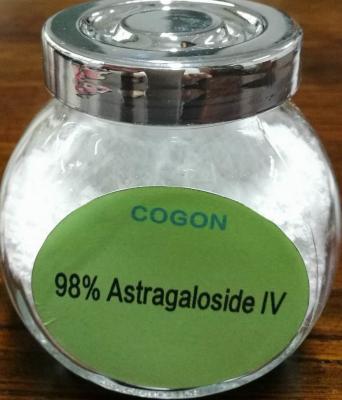 COGON
98% Astragaloside IV